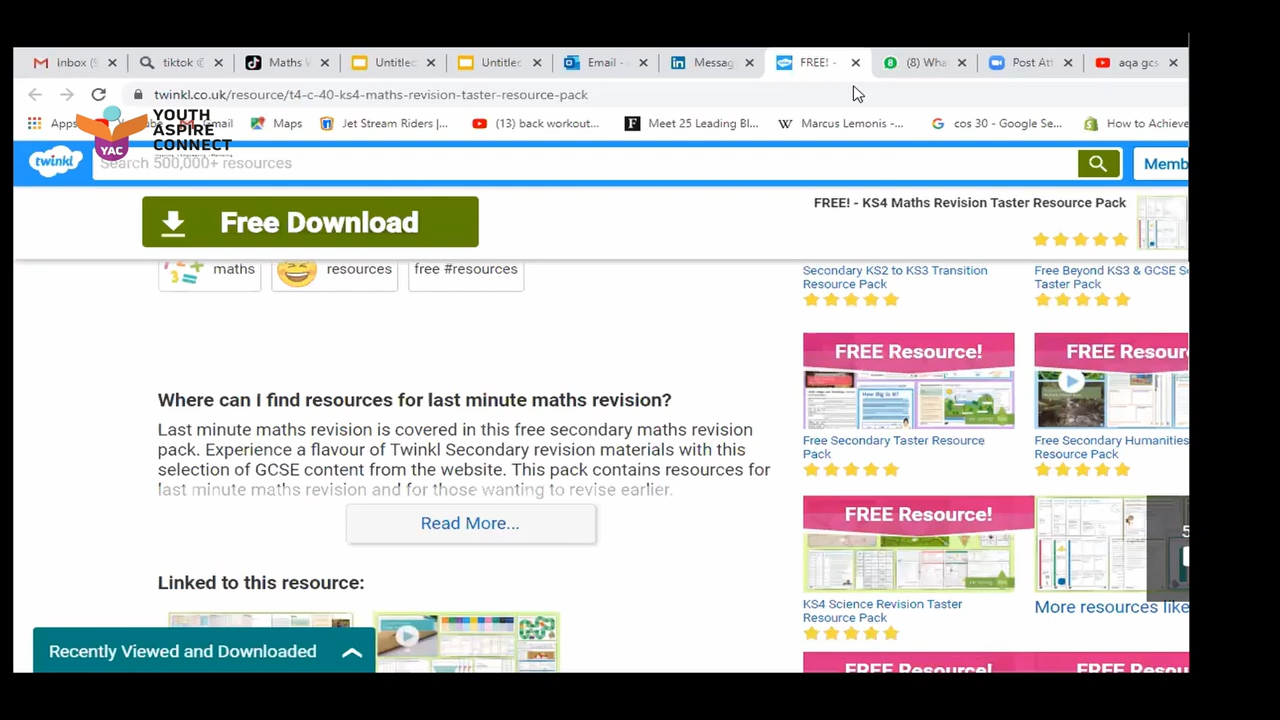 Inbox (9
tiktok @
Maths V
Untitled
Untitled
Email -
Messag
FREE! -
(8) Wha
Post Att
aqa gcs
twinkl.co.uk/resource/t4-c-40-ks4-maths-revision-taster-resource-pack
Apps
Gmail
Maps
Jet Stream Riders |...
(13) back workout...
Meet 25 Leading Bl...
Marcus Lemonis -...
cos 30 - Google Se...
How to Achieve
YAC
YOUTH
ASPIRE
CONNECT
twinkl
Search 500,000+ resources
Memb
Free Download
FREE! - KS4 Maths Revision Taster Resource Pack
maths
resources
free #resources
Secondary KS2 to KS3 Transition
Resource Pack
Free Beyond KS3 & GCSE S
Taster Pack
Where can I find resources for last minute maths revision?
Last minute maths revision is covered in this free secondary maths revision
pack. Experience a flavour of Twinkl Secondary revision materials with this
selection of GCSE content from the website. This pack contains resources for
last minute maths revision and for those wanting to revise earlier.
Read More...
Linked to this resource:
Recently Viewed and Downloaded
FREE Resource!
FREE Resour
Free Secondary Taster Resource
Pack
Free Secondary Humanities
Resource Pack
FREE Resource!
KS4 Science Revision Taster
Resource Pack
More resources like
FREE Resource!
FREE Resou